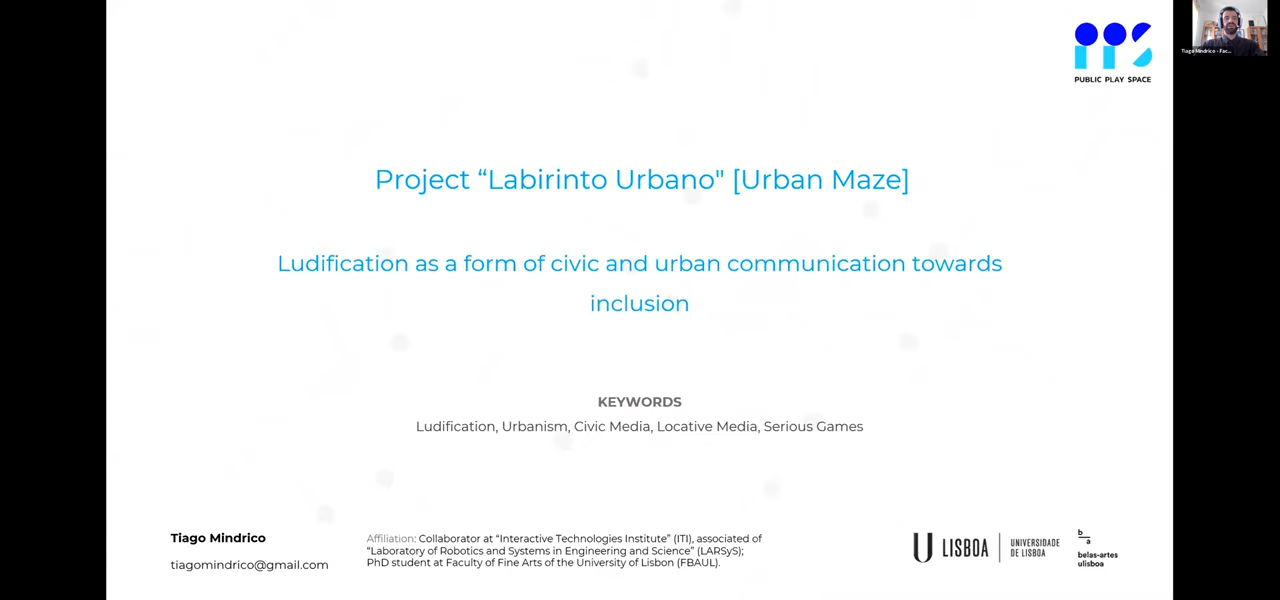 PUBLIC PLAY SPACE
Tiago Mindrico - Fac...
Project “Labirinto Urbano" [Urban Maze]
Ludification as a form of civic and urban communication towards
inclusion
KEYWORDS
Ludification, Urbanism, Civic Media, Locative Media, Serious Games
Tiago Mindrico
tiagomindrico@gmail.com
Affiliation: Collaborator at “Interactive Technologies Institute” (ITI), associated of
“Laboratory of Robotics and Systems in Engineering and Science” (LARSyS);
PhD student at Faculty of Fine Arts of the University of Lisbon (FBAUL).
U LISBOA
UNIVERSIDADE
DE LISBOA
b
a
belas-artes
ulisboa